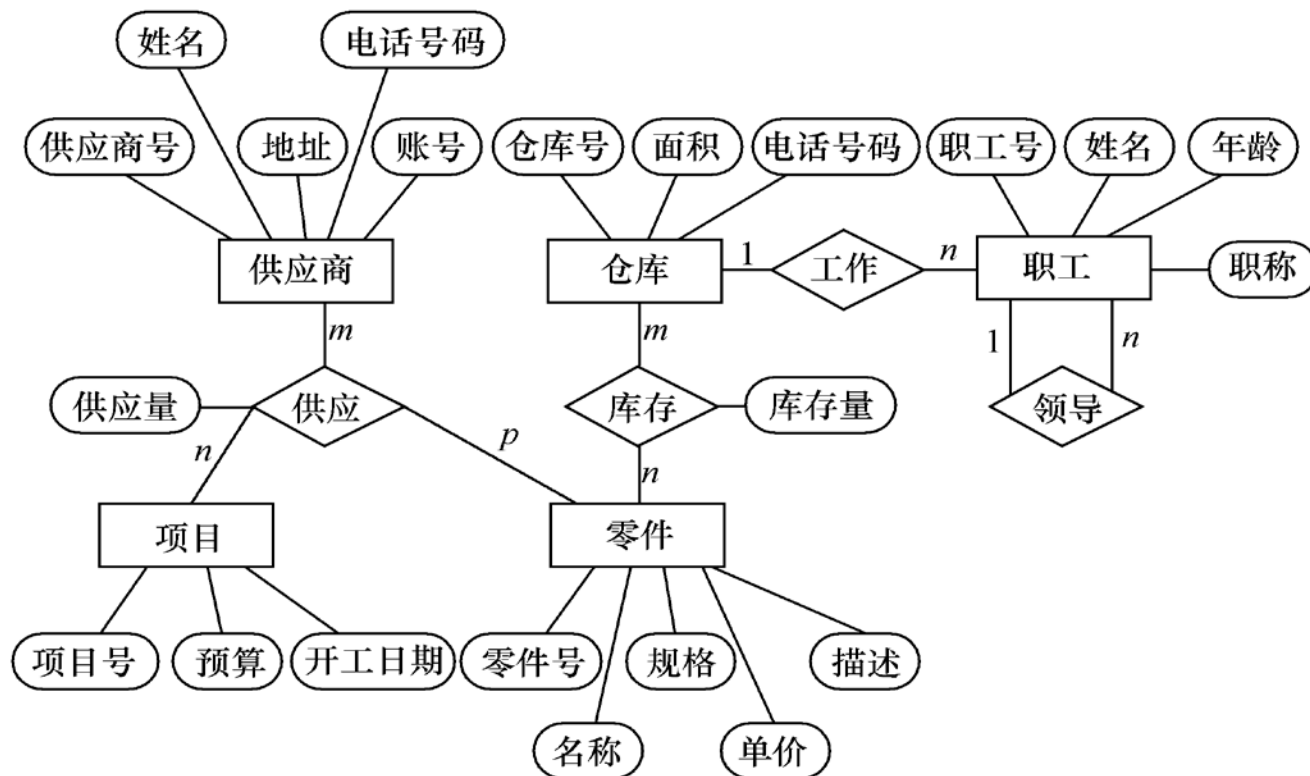 姓名 电话号码
供应商号 地址 账号 仓库号 面积 电话号码 职工号 姓名 年龄
供应商 仓库 1 工作 n 职工 职称
m m 1 n
供应量 供应 库存 库存量 领导
n p n
项目 零件
项目号 预算 开工日期 零件号 规格 描述
名称 单价